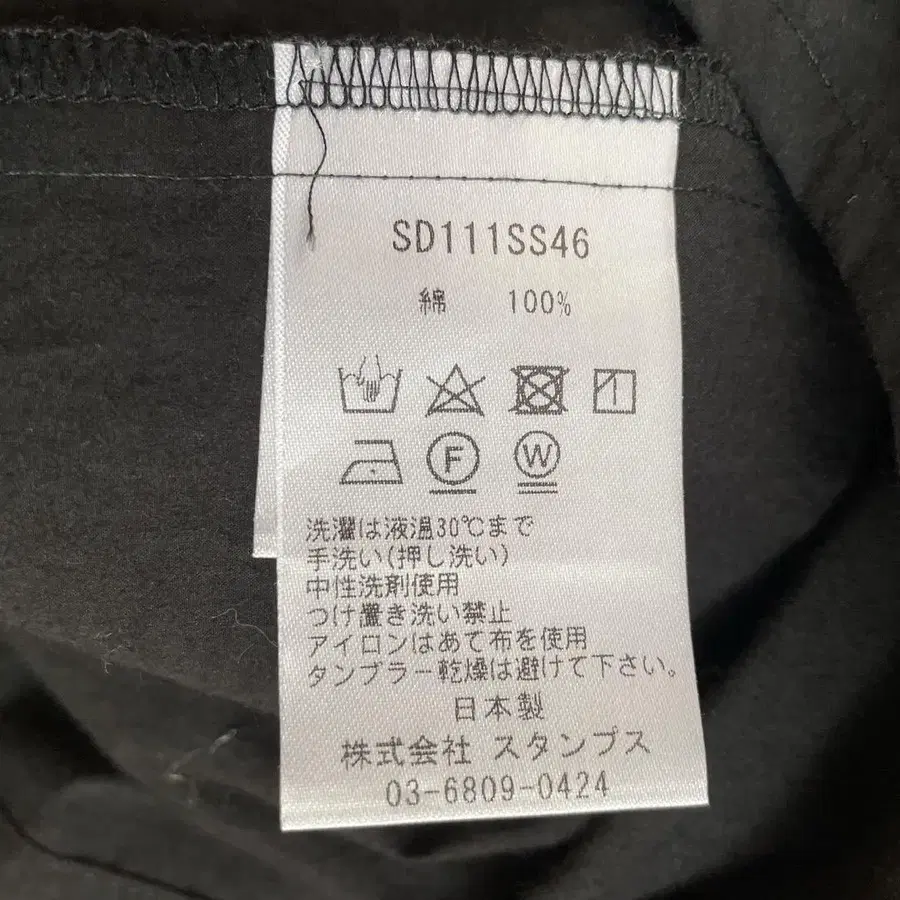 SD111SS46
綿 100%
F W
洗濯は液温30℃まで
手洗い(押し洗い)
中性洗剤使用
つけ置き洗い禁止
アイロンはあて布を使用
タンブラー乾燥は避けて下さい。
日本製
株式会社 スタンプス
03-6809-0424